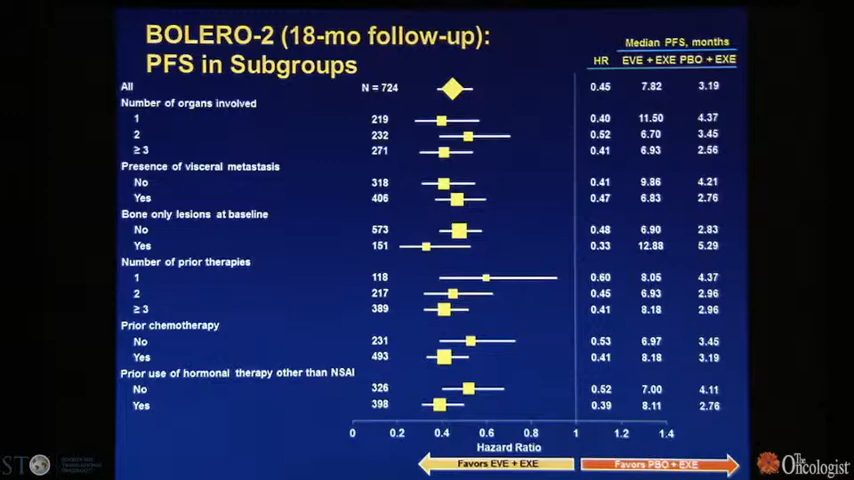 BOLERO-2 (18-mo follow-up):
PFS in Subgroups
Median PFS, months
HR EVE + EXE PBO + EXE
All N = 724 0.45 7.82 3.19
Number of organs involved
1 219 0.40 11.50 4.37
2 232 0.52 6.70 3.45
≥ 3 271 0.41 6.93 2.56
Presence of visceral metastasis
No 318 0.41 9.86 4.21
Yes 406 0.47 6.83 2.76
Bone only lesions at baseline
No 573 0.48 6.90 2.83
Yes 151 0.33 12.88 5.29
Number of prior therapies
1 118 0.60 8.05 4.37
2 217 0.45 6.93 2.96
≥ 3 389 0.41 8.18 2.96
Prior chemotherapy
No 231 0.53 6.97 3.45
Yes 493 0.41 8.18 3.19
Prior use of hormonal therapy other than NSAI
No 326 0.52 7.00 4.11
Yes 398 0.39 8.11 2.76
0 0.2 0.4 0.6 0.8 1 1.2 1.4
Hazard Ratio
Favors EVE + EXE Favors PBO + EXE
The
Oncologist